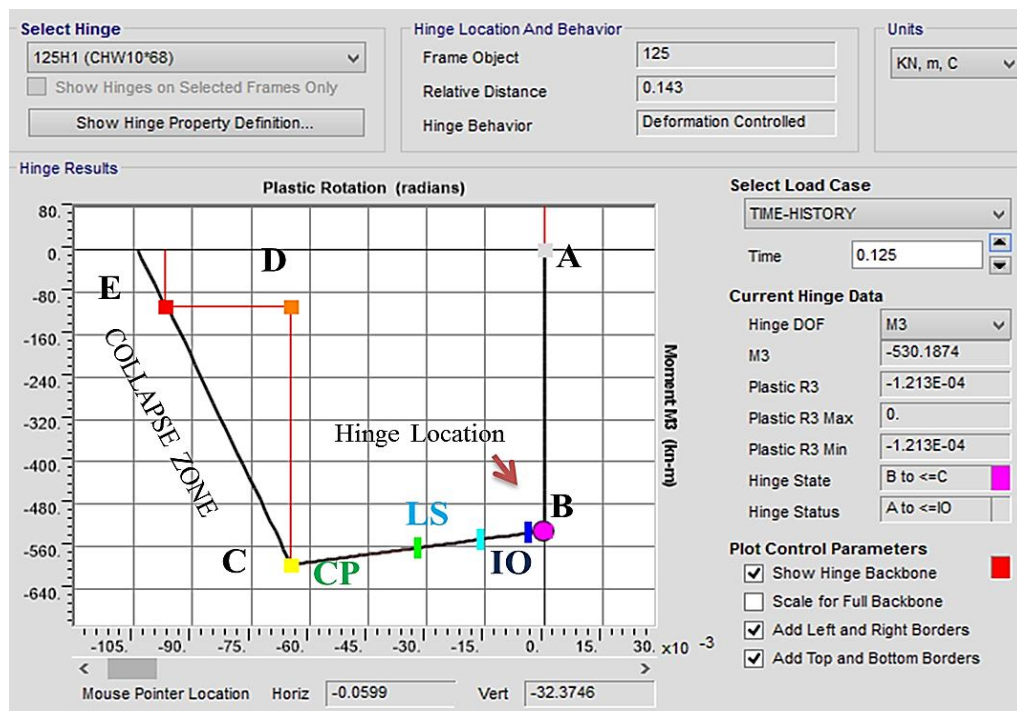 Select Hinge
125H1 (CHW10*68)
Show Hinges on Selected Frames Only
Show Hinge Property Definition...
Hinge Location And Behavior
Frame Object 125
Relative Distance 0.143
Hinge Behavior Deformation Controlled
Units
KN, m, C
Hinge Results
Plastic Rotation (radians)
80.
0.
-80.
-160.
-240.
-320.
-400.
-480.
-560.
-640.
A
D
E
COLLAPSE ZONE
Hinge Location
B
LS
IO
C
CP
Moment M3 (kn-m)
-105. -90. -75. -60. -45. -30. -15. 0. 15. 30. x10 -3
Mouse Pointer Location Horiz -0.0599 Vert -32.3746
Select Load Case
TIME-HISTORY
Time 0.125
Current Hinge Data
Hinge DOF M3
M3 -530.1874
Plastic R3 -1.213E-04
Plastic R3 Max 0.
Plastic R3 Min -1.213E-04
Hinge State B to <=C
Hinge Status A to <=IO
Plot Control Parameters
Show Hinge Backbone
Scale for Full Backbone
Add Left and Right Borders
Add Top and Bottom Borders